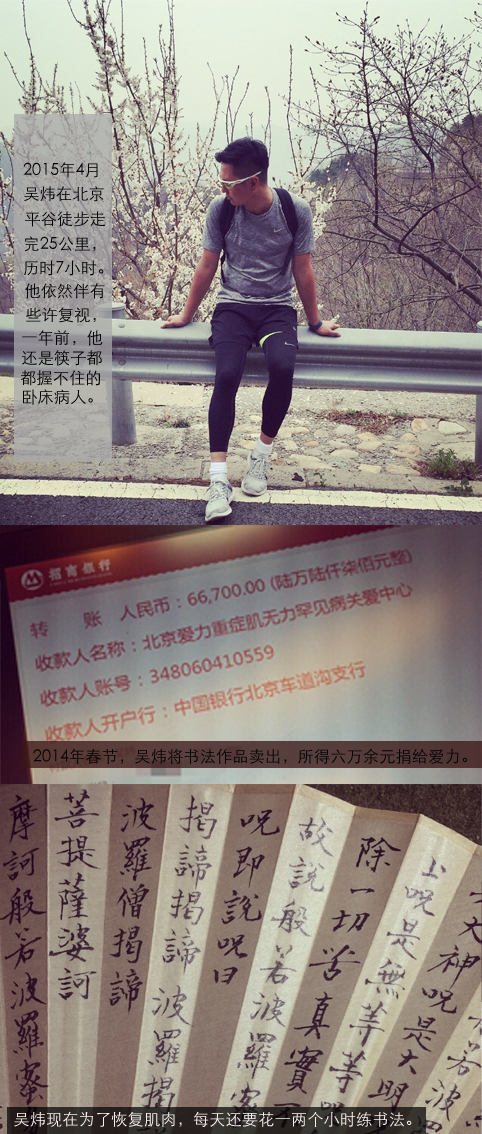 2015年4月
吴炜在北京
平谷徒步走
完25公里，
历时7小时。
他依然伴有
些许复视，
一年前，他
还是筷子都
都握不住的
卧床病人。
招商银行
转 账 人民币：66,700.00 (陆万陆仟柒佰元整)
收款人名称：北京爱力重症肌无力罕见病关爱中心
收款人账号：348060410559
收款人开户行：中国银行北京车道沟支行
2014年春节，吴炜将书法作品卖出，所得六万余元捐给爱力。
若波
大神呪是大明
上呪是無等等
除一切苦真實不
故說般若波羅
呪即說呪曰
揭諦揭諦波羅揭
波羅僧揭諦
菩提薩婆訶
摩訶般若波羅蜜
吴炜现在为了恢复肌肉，每天还要花一两个小时练书法。